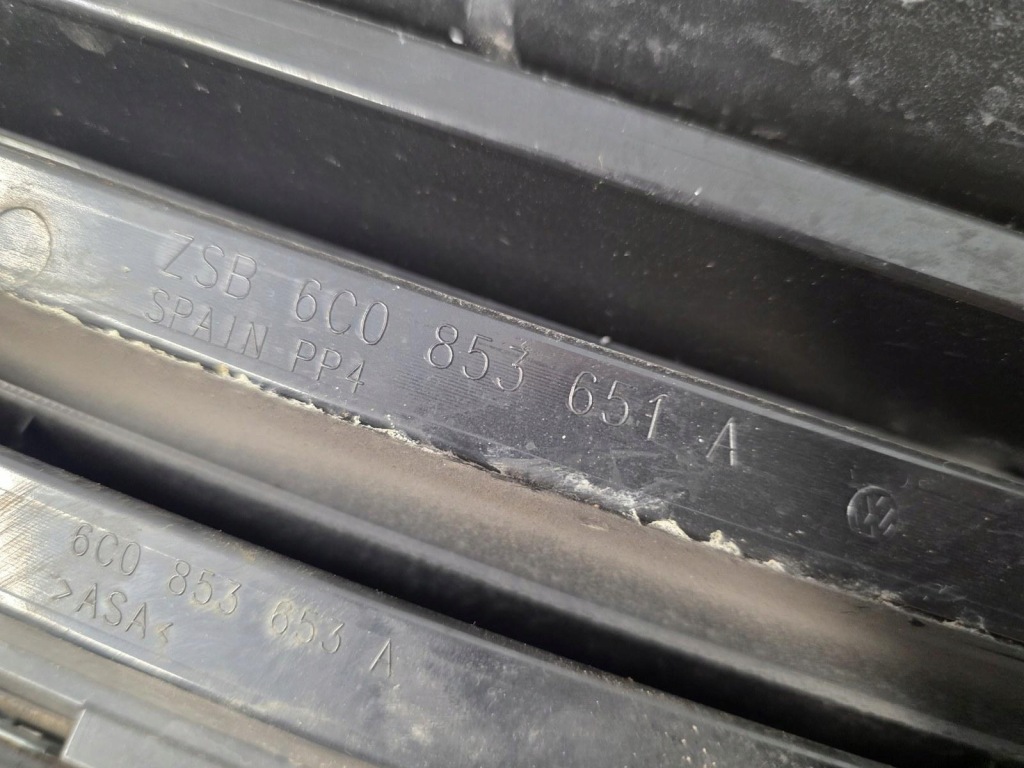 ZSB 6C0 853 651 A
SPAIN PP4
6C0 853 653 A
>ASA<